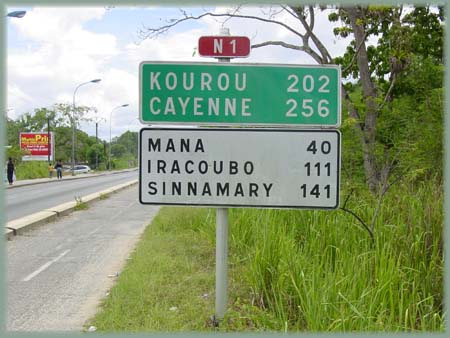 N 1
KOUROU 202
CAYENNE 256
MANA 40
IRACOUBO 111
SINNAMARY 141